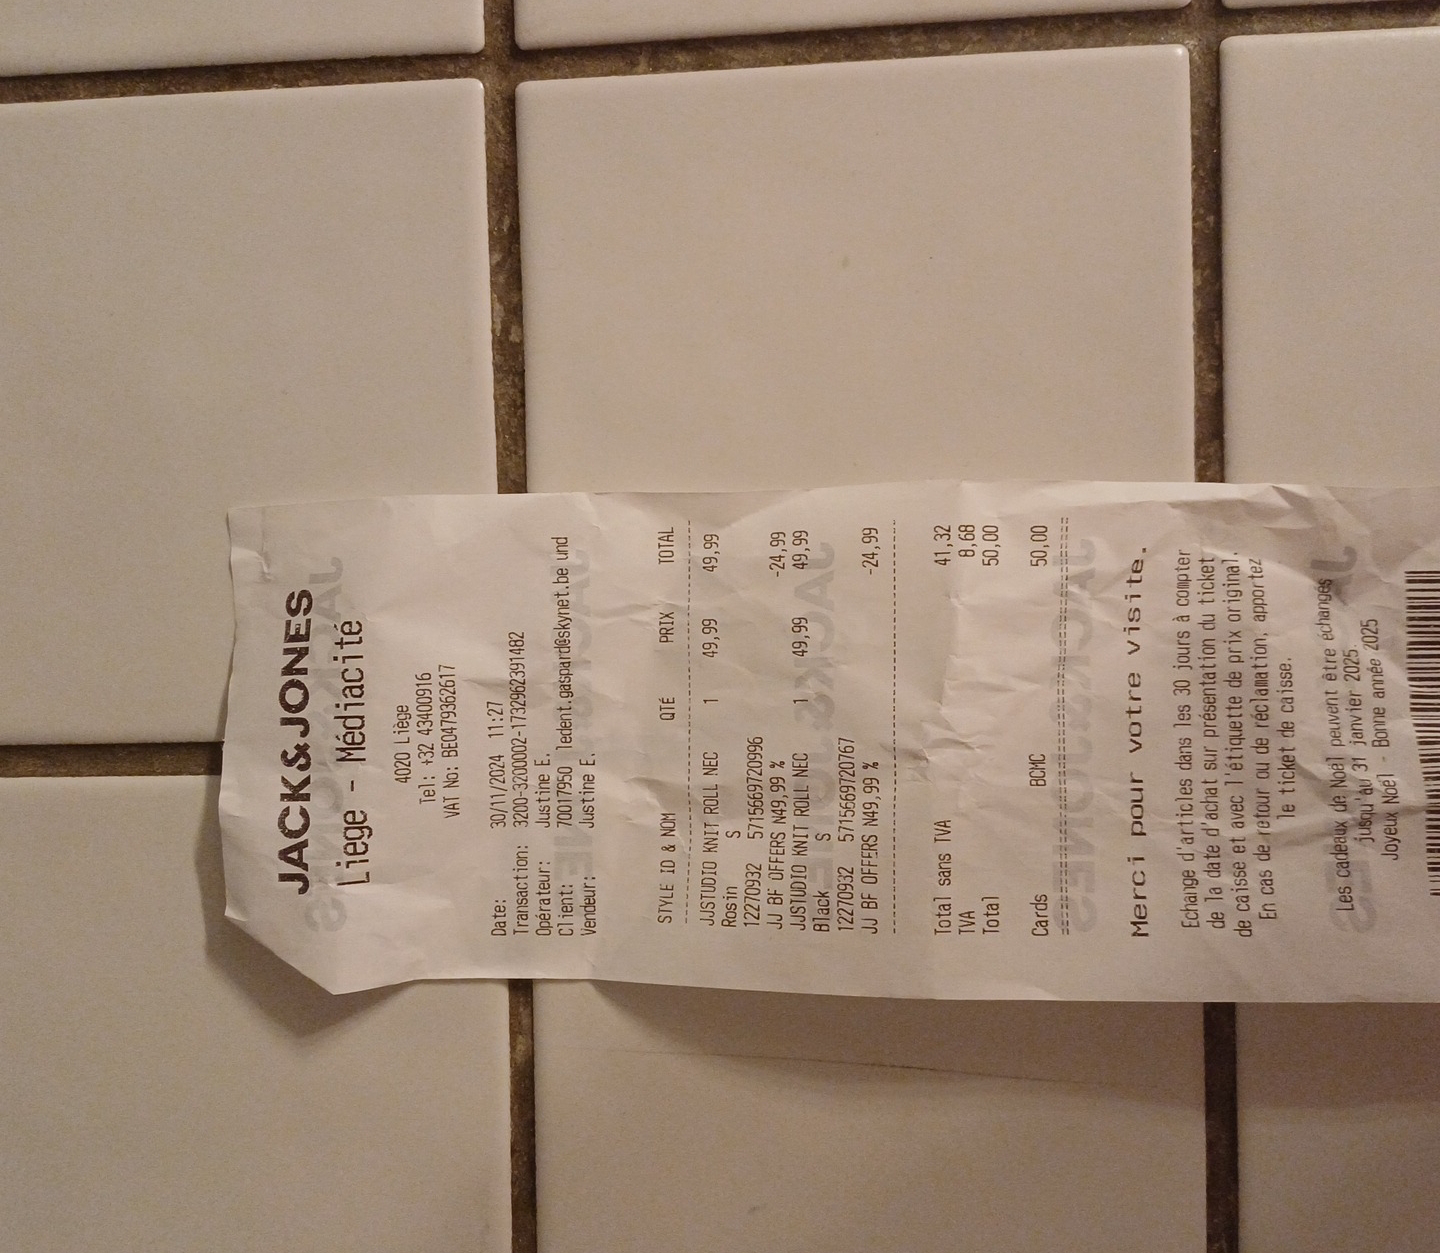 JACK&JONES
Liège - Médiacité
4020 Liège
Tel: +32 43400916
VAT No: BE0479362617
Date: 30/11/2024 11:27
Transaction: 3200-3200002-1732962391482
Opérateur: Justine E.
Client: 70017950 ledent.gaspard@skynet.be und
Vendeur: Justine E.
STYLE ID & NOM QTÉ PRIX TOTAL
JJSTUDIO KNIT ROLL NEC 1 49,99 49,99
Rosin S
12270932 5715669720996
JJ BF OFFERS N49,99 % -24,99
JJSTUDIO KNIT ROLL NEC 1 49,99 49,99
Black S
12270932 5715669720767
JJ BF OFFERS N49,99 % -24,99
Total sans TVA 41,32
TVA 8,68
Total 50,00
Cards BCMC 50,00
Merci pour votre visite.
Echange d'articles dans les 30 jours à compter
de la date d'achat sur présentation du ticket
de caisse et avec l'étiquette de prix original.
En cas de retour ou de réclamation, apportez
le ticket de caisse.
Les cadeaux de Noël peuvent être échangés
jusqu'au 31 janvier 2025.
Joyeux Noël - Bonne année 2025